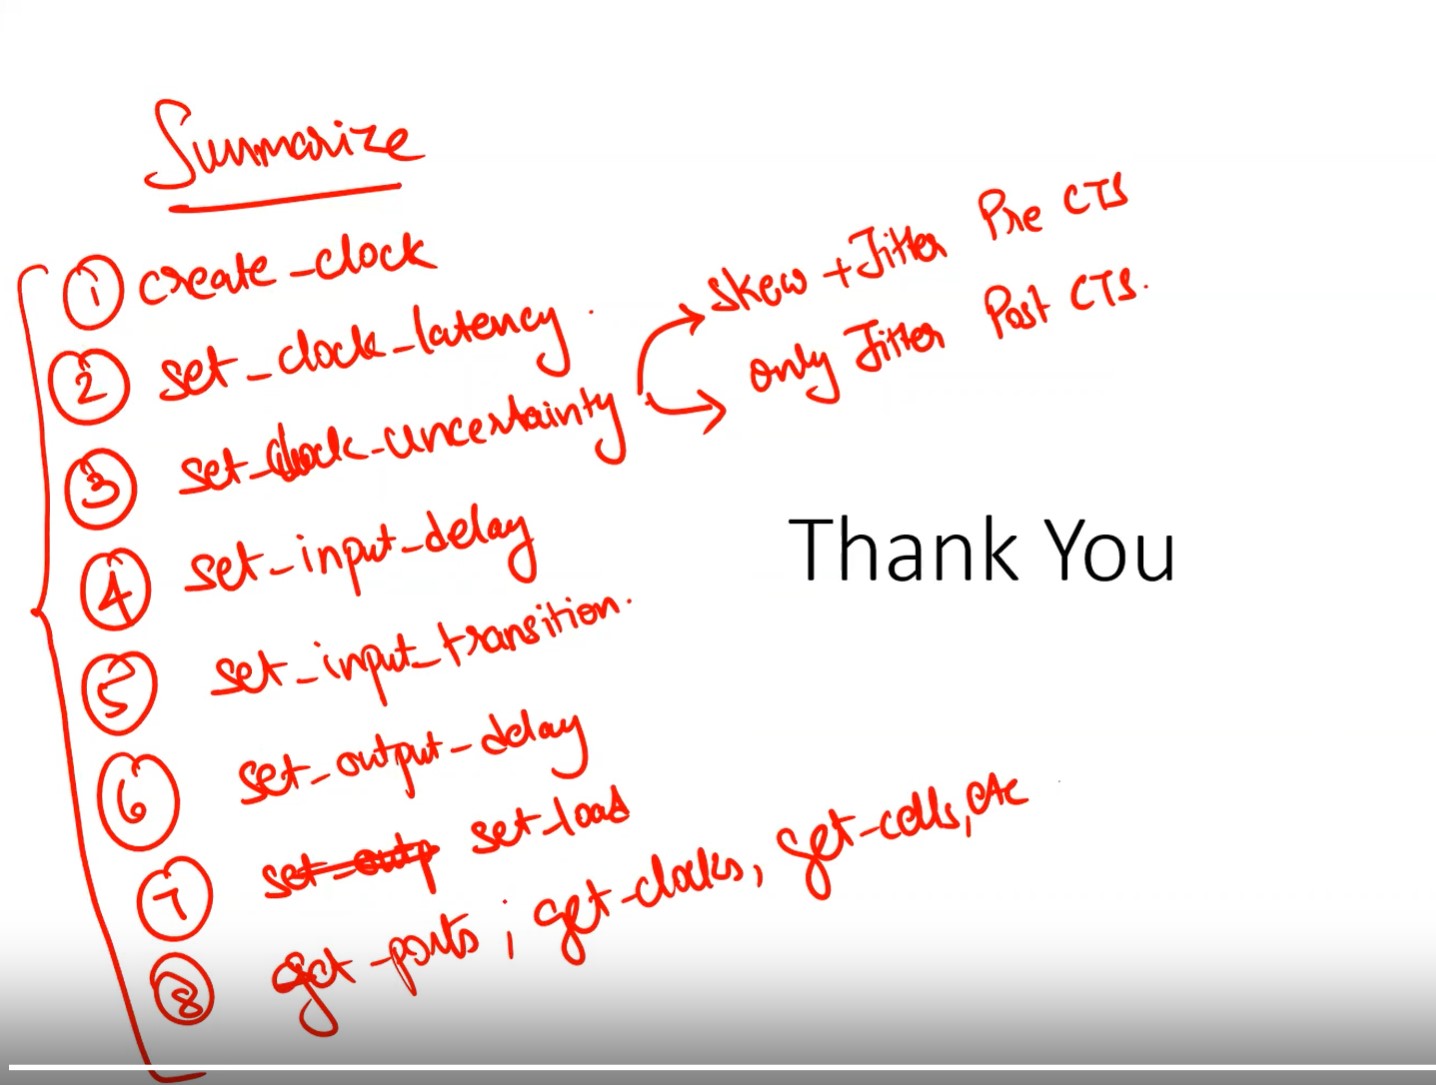 Summarize
① create_clock
② set_clock_latency.
③ set_clock_uncertainty
skew + Jitter Pre CTS
only Jitter Post CTS.
④ set_input_delay
⑤ set_input_transition.
⑥ set_output_delay
⑦ set_outp set_load
⑧ get_ports ; get_clocks, get_cells, etc
Thank You